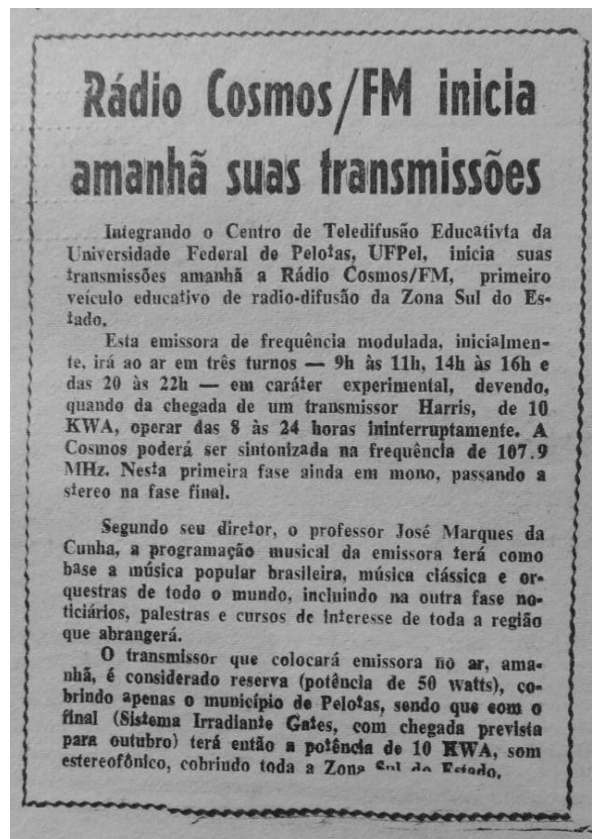 Rádio Cosmos/FM inicia
amanhã suas transmissões
Integrando o Centro de Teledifusão Educativta da
Universidade Federal de Pelotas, UFPel, inicia suas
transmissões amanhã a Rádio Cosmos/FM, primeiro
veículo educativo de radio-difusão da Zona Sul do Es-
tado.
Esta emissora de frequência modulada, inicialmen-
te, irá ao ar em três turnos — 9h às 11h, 14h às 16h e
das 20 às 22h — em caráter experimental, devendo,
quando da chegada de um transmissor Harris, de 10
KWA, operar das 8 às 24 horas ininterruptamente. A
Cosmos poderá ser sintonizada na frequência de 107.9
MHz. Nesta primeira fase ainda em mono, passando a
stereo na fase final.
Segundo seu diretor, o professor José Marques da
Cunha, a programação musical da emissora terá como
base a música popular brasileira, música clássica e or-
questras de todo o mundo, incluindo na outra fase no-
ticiários, palestras e cursos de interesse de toda a região
que abrangerá.
O transmissor que colocará emissora no ar, ama-
nhã, é considerado reserva (potência de 50 watts), co-
brindo apenas o município de Pelotas, sendo que com o
final (Sistema Irradiante Gates, com chegada prevista
para outubro) terá então a potência de 10 KWA, som
estereofônico, cobrindo toda a Zona Sul do Estado.